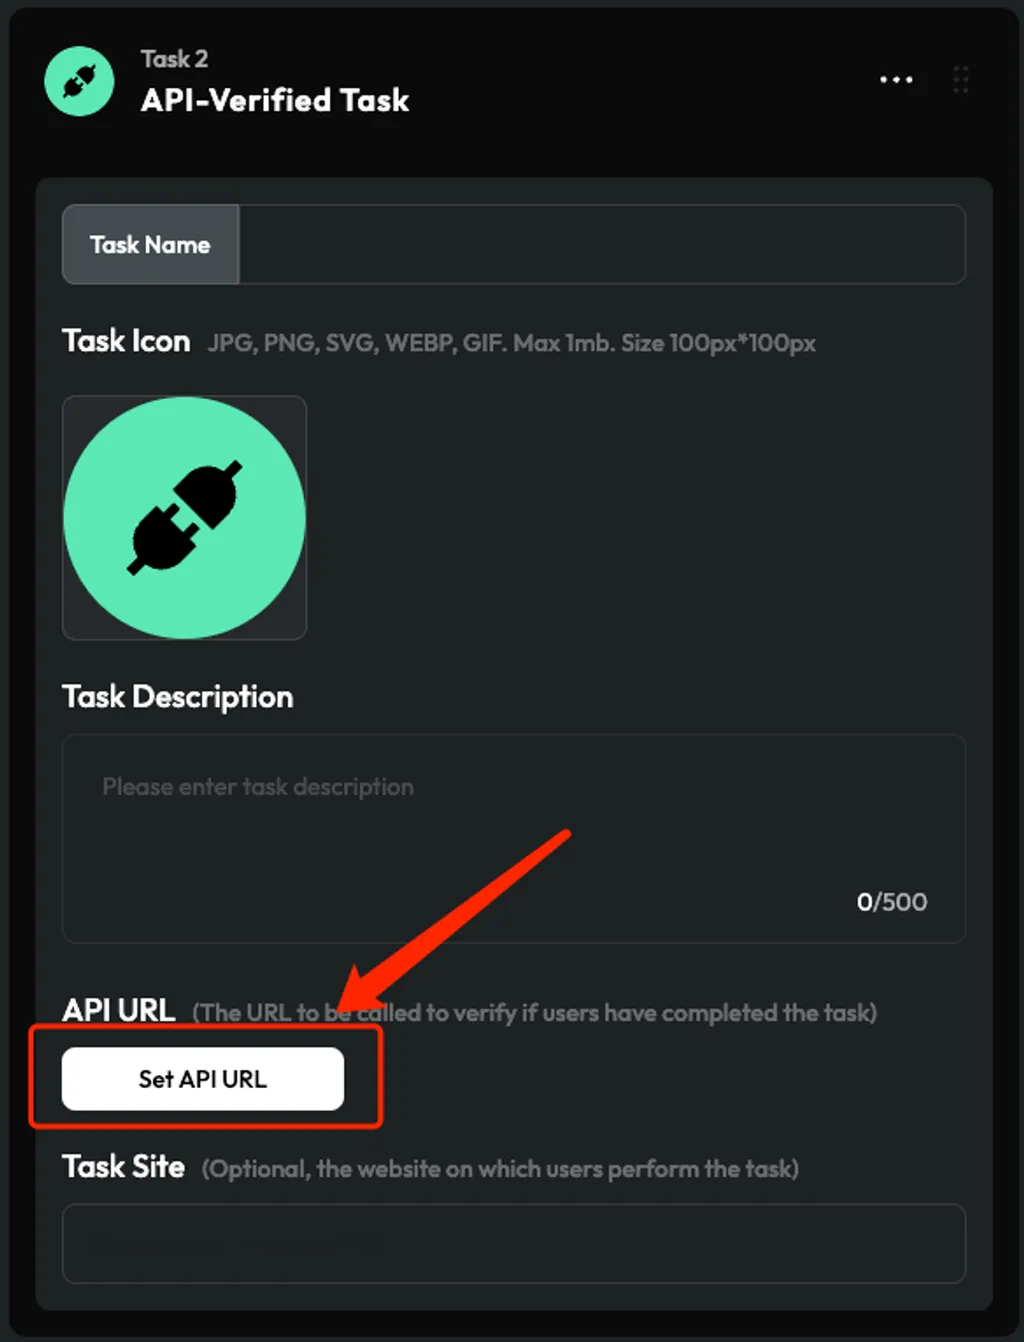 Task 2
API-Verified Task
Task Name
Task Icon JPG, PNG, SVG, WEBP, GIF. Max 1mb. Size 100px*100px
Task Description
Please enter task description
0/500
API URL (The URL to be called to verify if users have completed the task)
Set API URL
Task Site (Optional, the website on which users perform the task)